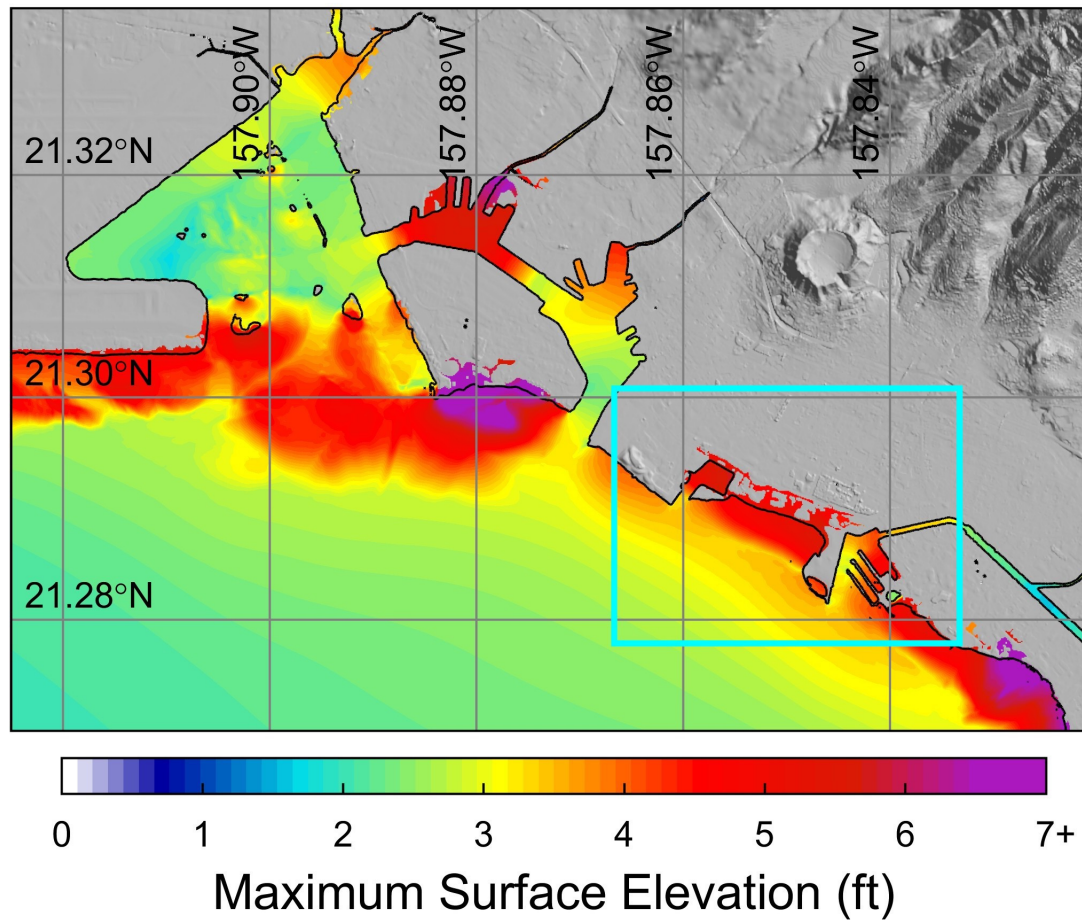 157.90°W
157.88°W
157.86°W
157.84°W
21.32°N
21.30°N
21.28°N
0 1 2 3 4 5 6 7+
Maximum Surface Elevation (ft)